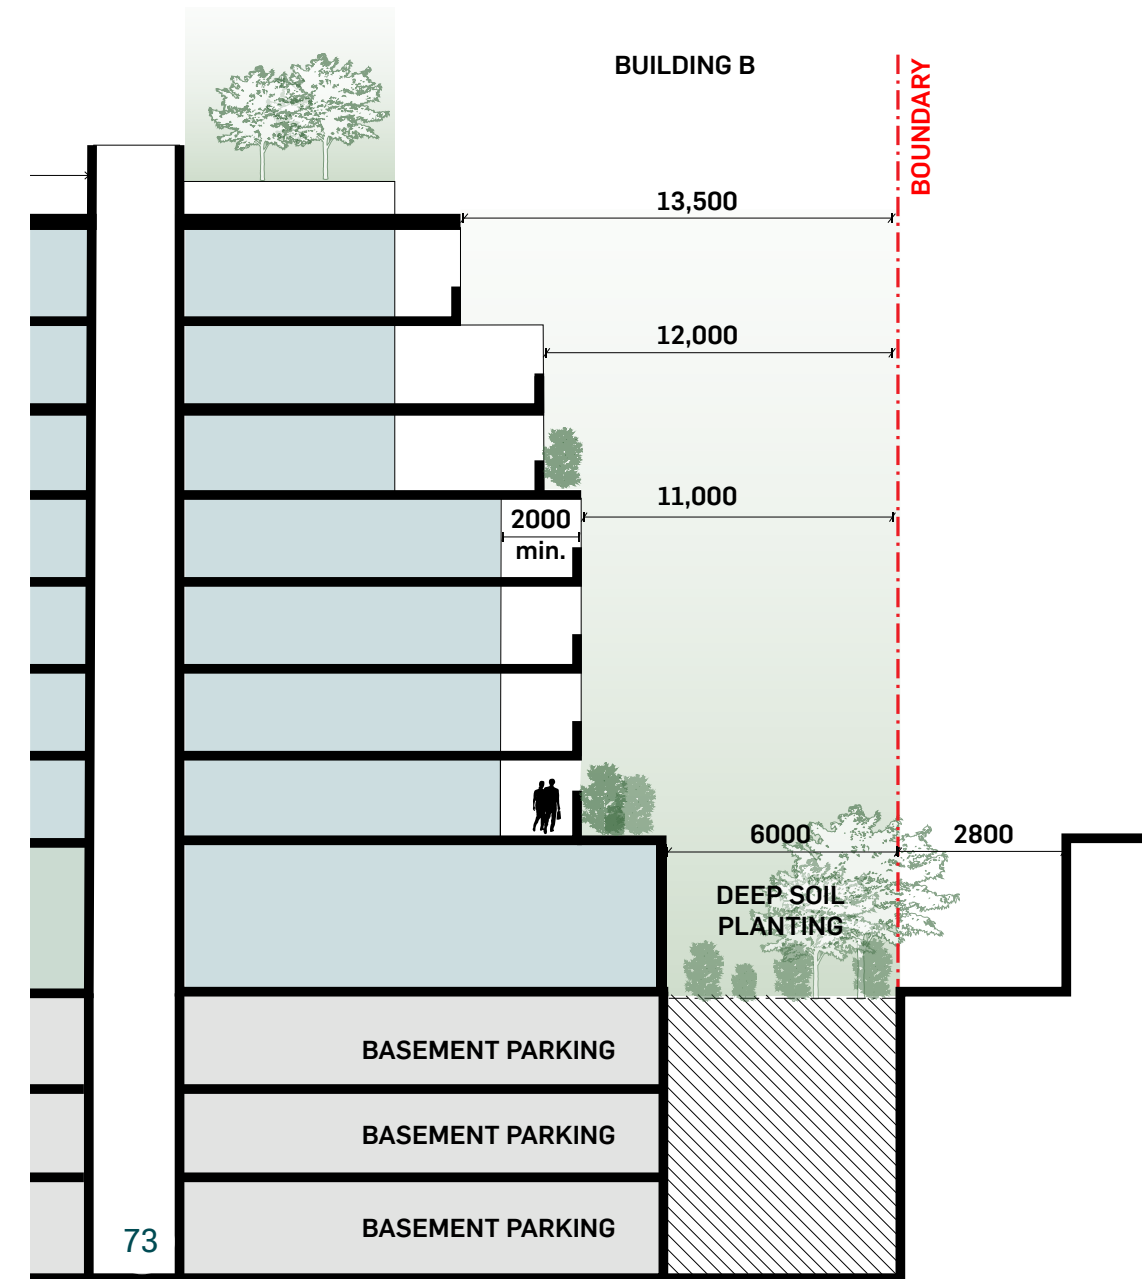 BUILDING B
BOUNDARY
13,500
12,000
11,000
2000
min.
6000
2800
DEEP SOIL
PLANTING
BASEMENT PARKING
BASEMENT PARKING
BASEMENT PARKING
73